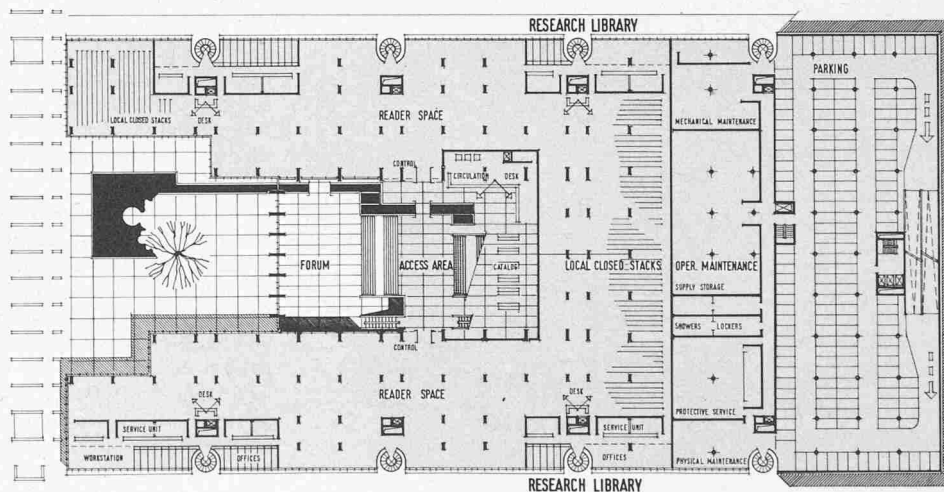 RESEARCH LIBRARY
PARKING
LOCAL CLOSED STACKS
DESK
READER SPACE
DESK
MECHANICAL MAINTENANCE
CONTROL
CIRCULATION DESK
FORUM
ACCESS AREA
CATALOG
LOCAL CLOSED STACKS
OPER. MAINTENANCE
SUPPLY STORAGE
SHOWERS LOCKERS
CONTROL
DESK
READER SPACE
DESK
PROTECTIVE SERVICE
SERVICE UNIT
SERVICE UNIT
WORKSTATION
OFFICES
OFFICES
PHYSICAL MAINTENANCE
RESEARCH LIBRARY